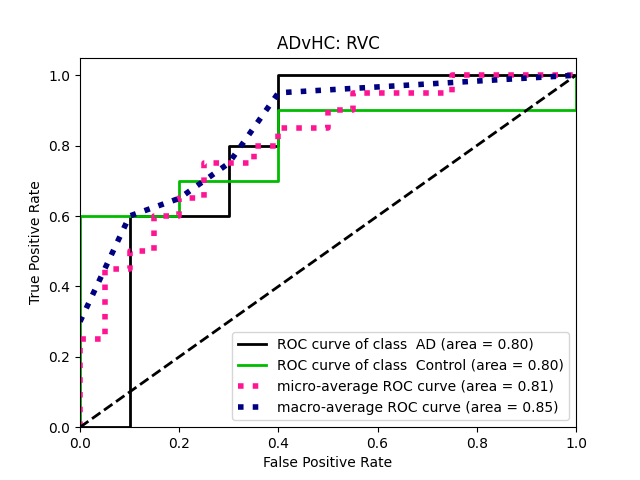 ADvHC: RVC
1.0
0.8
0.6
0.4
0.2
0.0
True Positive Rate
ROC curve of class  AD (area = 0.80)
ROC curve of class  Control (area = 0.80)
micro-average ROC curve (area = 0.81)
macro-average ROC curve (area = 0.85)
0.0 0.2 0.4 0.6 0.8 1.0
False Positive Rate